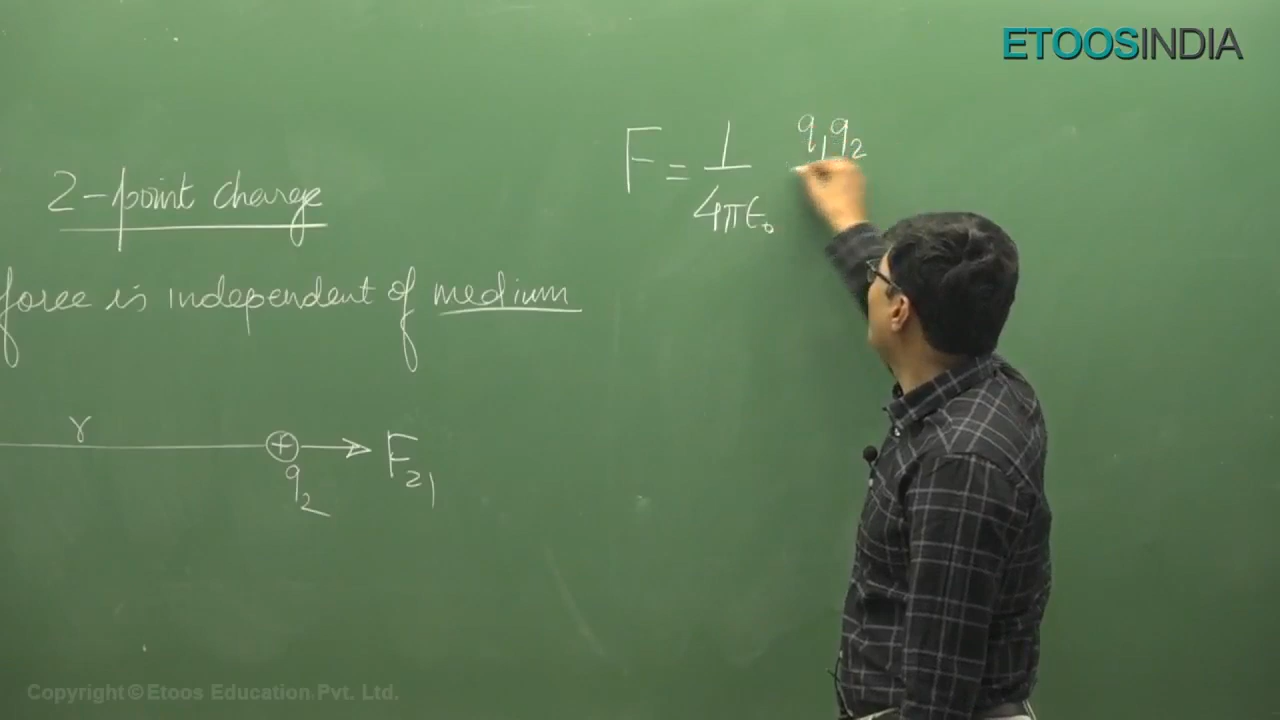 ETOOSINDIA
F = 1/4πε₀ q₁q₂
2-point charge
force is independent of medium
r
+
F₂₁
q₂
Copyright © Etoos Education Pvt. Ltd.